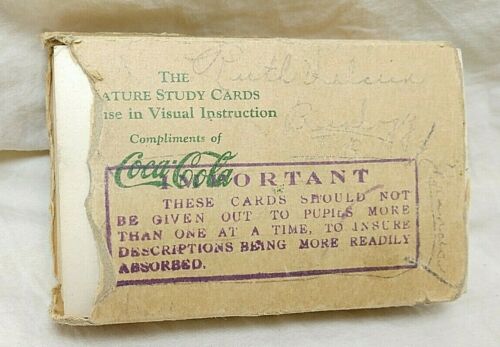 THE
ATURE STUDY CARDS
use in Visual Instruction
Compliments of
Coca-Cola
IMPORTANT
THESE CARDS SHOULD NOT
BE GIVEN OUT TO PUPILS MORE
THAN ONE AT A TIME, TO INSURE
DESCRIPTIONS BEING MORE READILY
ABSORBED.